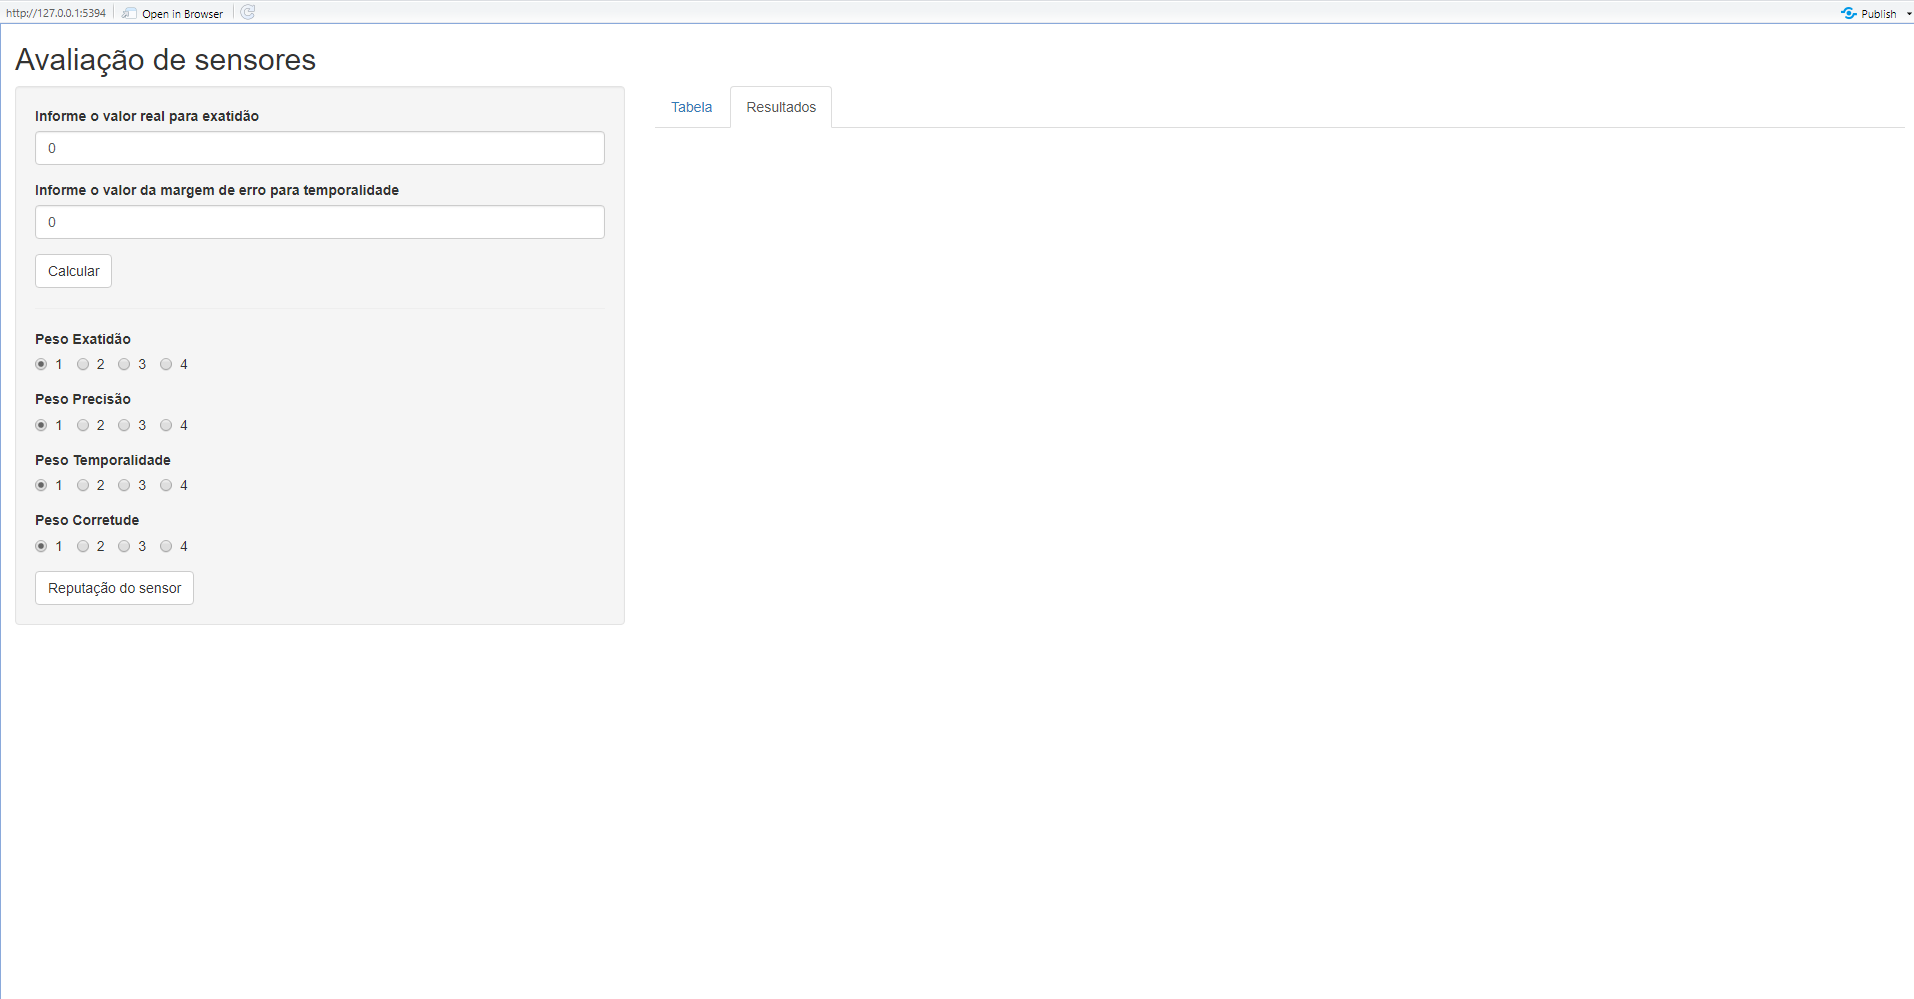 http://127.0.0.1:5394 Open in Browser Publish
Avaliação de sensores
Informe o valor real para exatidão
0
Informe o valor da margem de erro para temporalidade
0
Calcular
Peso Exatidão
1 2 3 4
Peso Precisão
1 2 3 4
Peso Temporalidade
1 2 3 4
Peso Corretude
1 2 3 4
Reputação do sensor
Tabela Resultados